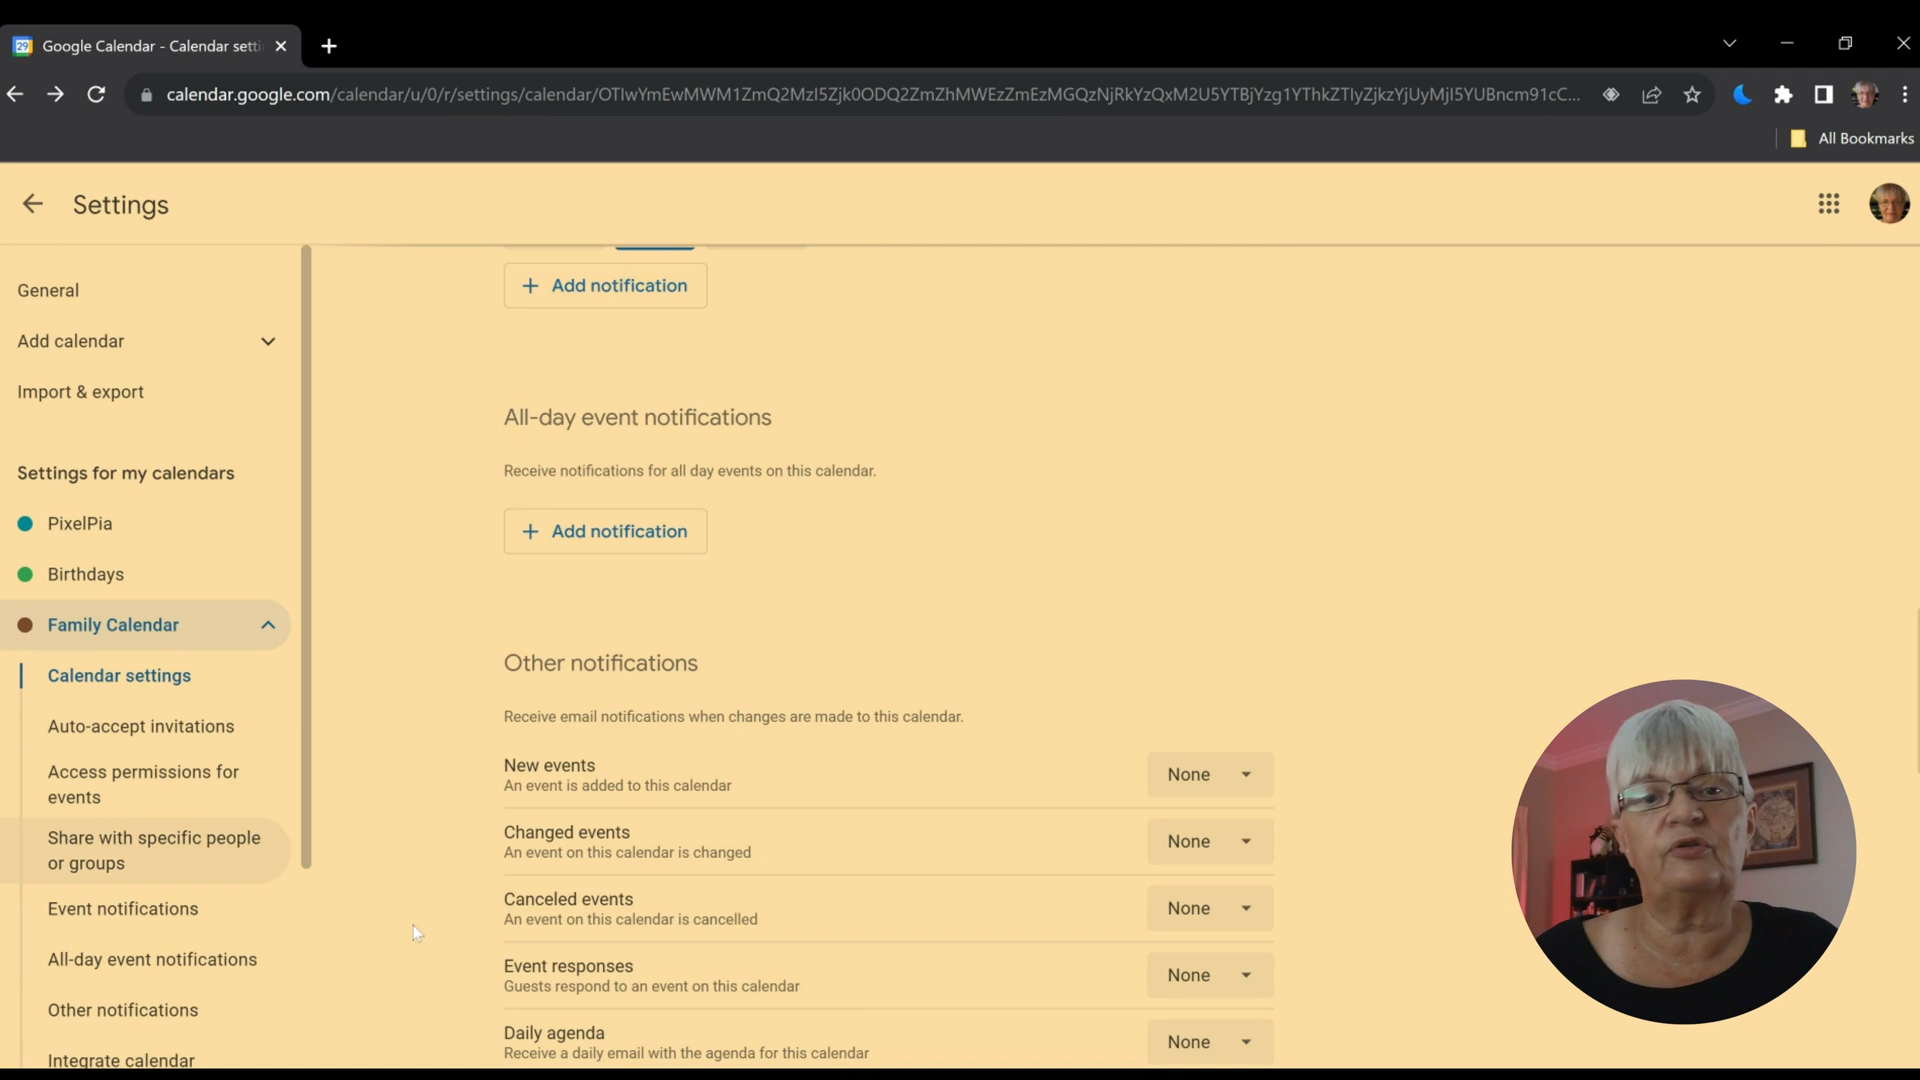 29
Google Calendar - Calendar setti
calendar.google.com/calendar/u/0/r/settings/calendar/
All Bookmarks
Settings
General
Add calendar
Import & export
Settings for my calendars
PixelPia
Birthdays
Family Calendar
Calendar settings
Auto-accept invitations
Access permissions for
events
Share with specific people
or groups
Event notifications
All-day event notifications
Other notifications
Integrate calendar
+ Add notification
All-day event notifications
Receive notifications for all day events on this calendar.
+ Add notification
Other notifications
Receive email notifications when changes are made to this calendar.
New events
An event is added to this calendar
None
Changed events
An event on this calendar is changed
None
Canceled events
An event on this calendar is cancelled
None
Event responses
Guests respond to an event on this calendar
None
Daily agenda
Receive a daily email with the agenda for this calendar
None